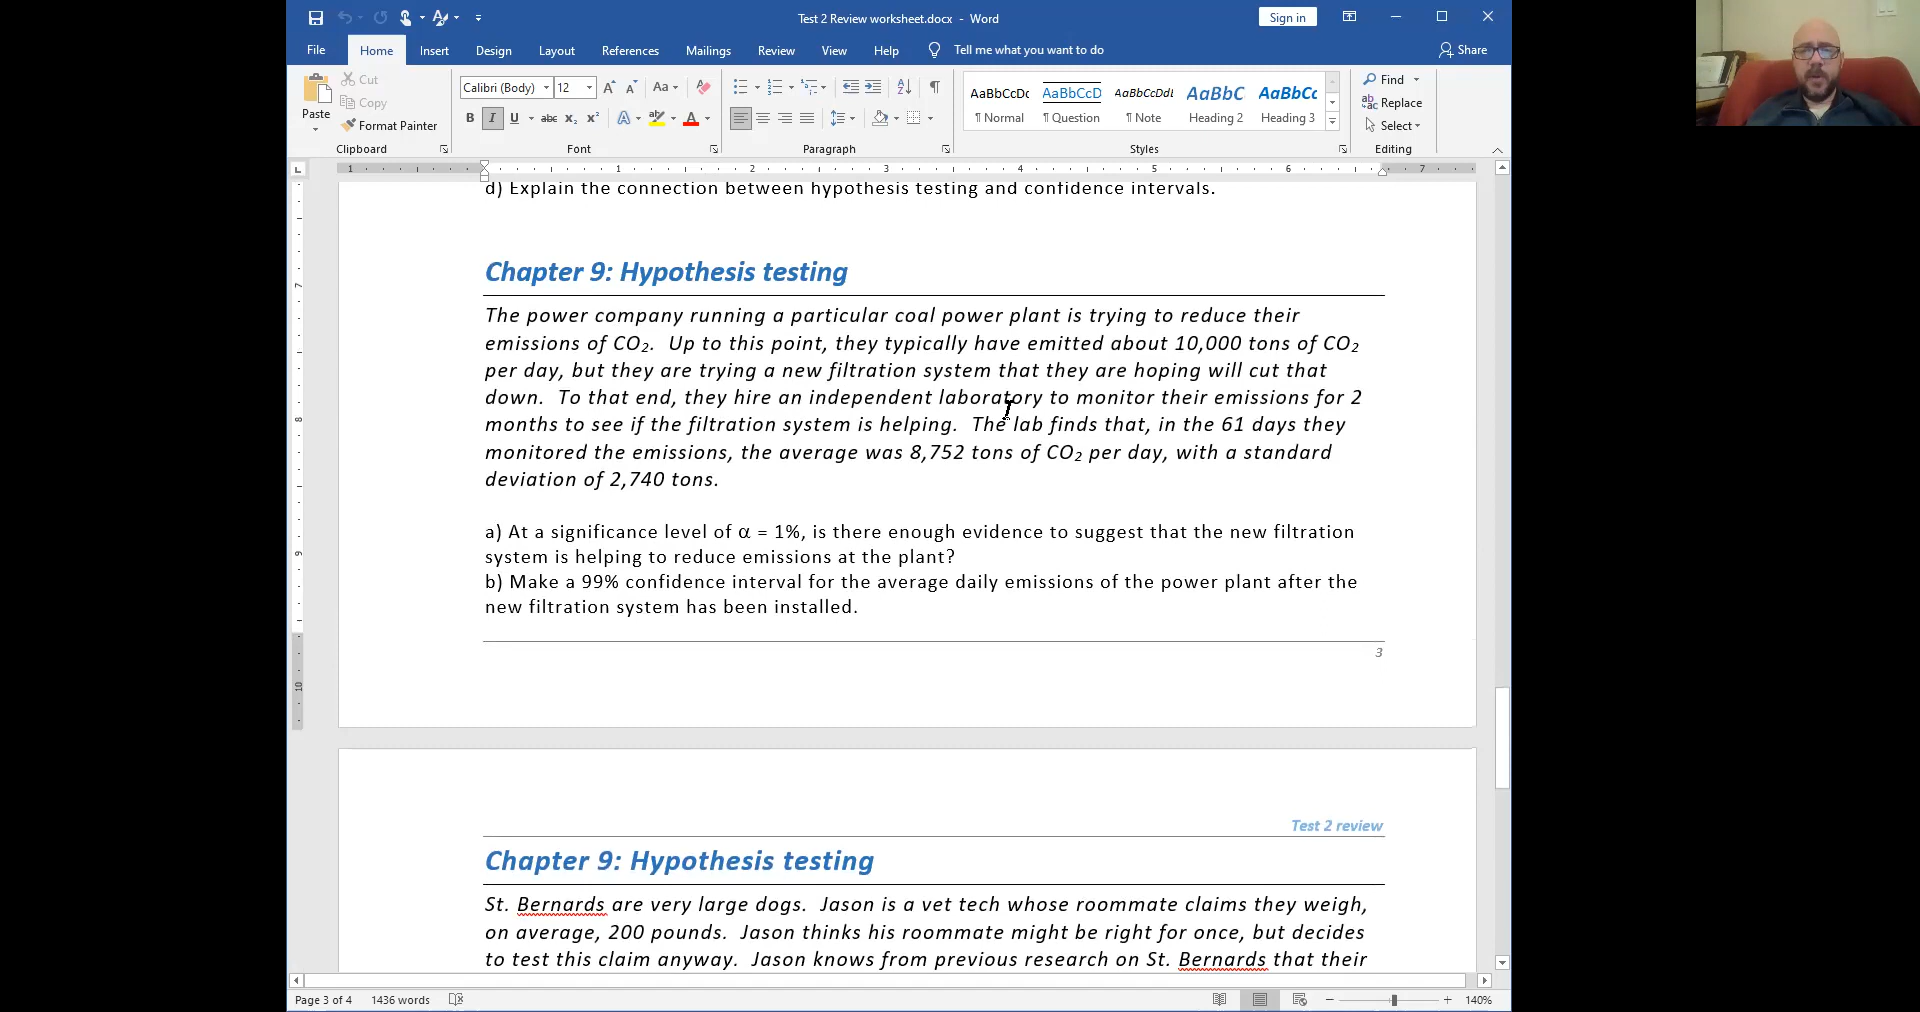 Test 2 Review worksheet.docx - Word
Sign in
File Home Insert Design Layout References Mailings Review View Help Tell me what you want to do Share
Paste
Cut
Copy
Format Painter
Clipboard
Calibri (Body) 12
Font
Paragraph
AaBbCcDc AaBbCcD AaBbCcDdI AaBbC AaBbCc
¶ Normal ¶ Question ¶ Note Heading 2 Heading 3
Styles
Find
Replace
Select
Editing
1 1 2 3 4 5 6 7
d) Explain the connection between hypothesis testing and confidence intervals.
Chapter 9: Hypothesis testing
The power company running a particular coal power plant is trying to reduce their
emissions of CO₂. Up to this point, they typically have emitted about 10,000 tons of CO₂
per day, but they are trying a new filtration system that they are hoping will cut that
down. To that end, they hire an independent laboratory to monitor their emissions for 2
months to see if the filtration system is helping. The lab finds that, in the 61 days they
monitored the emissions, the average was 8,752 tons of CO₂ per day, with a standard
deviation of 2,740 tons.
a) At a significance level of α = 1%, is there enough evidence to suggest that the new filtration
system is helping to reduce emissions at the plant?
b) Make a 99% confidence interval for the average daily emissions of the power plant after the
new filtration system has been installed.
3
Test 2 review
Chapter 9: Hypothesis testing
St. Bernards are very large dogs. Jason is a vet tech whose roommate claims they weigh,
on average, 200 pounds. Jason thinks his roommate might be right for once, but decides
to test this claim anyway. Jason knows from previous research on St. Bernards that their
7
8
9
10
Page 3 of 4 1436 words 140%